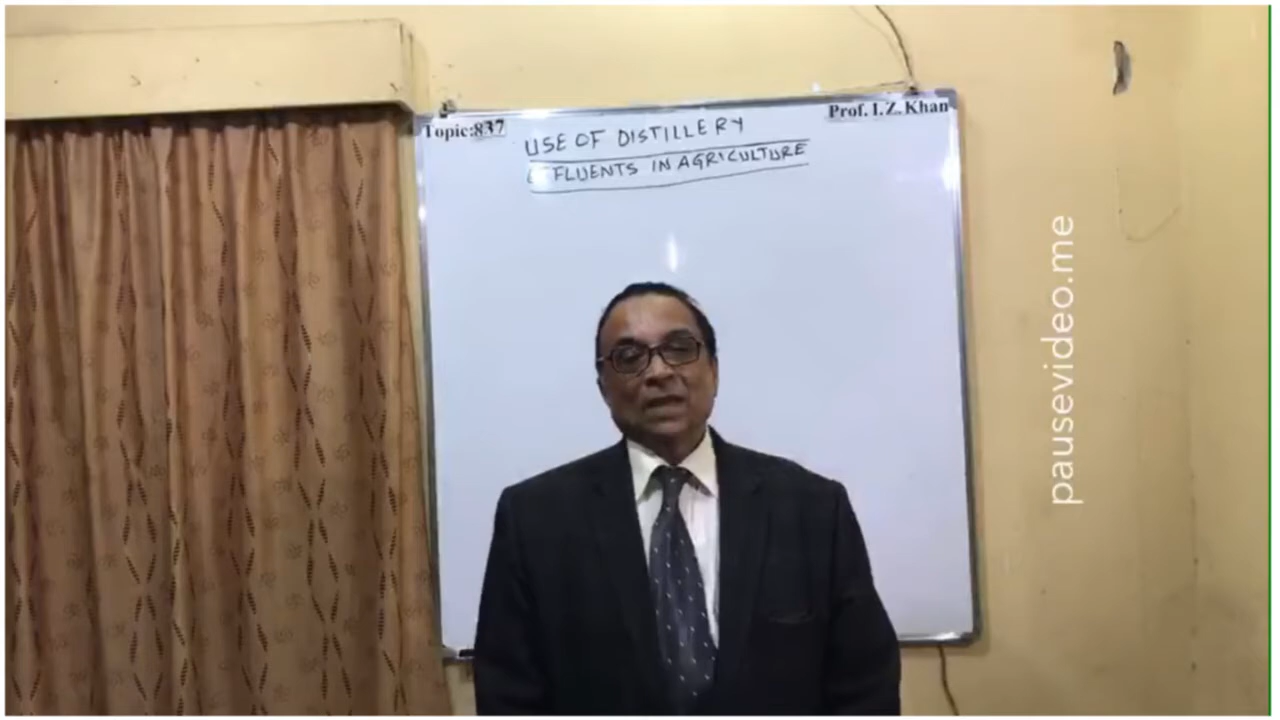 Topic:837
Prof. I.Z. Khan
USE OF DISTILLERY
EFFLUENTS IN AGRICULTURE
pausevideo.me